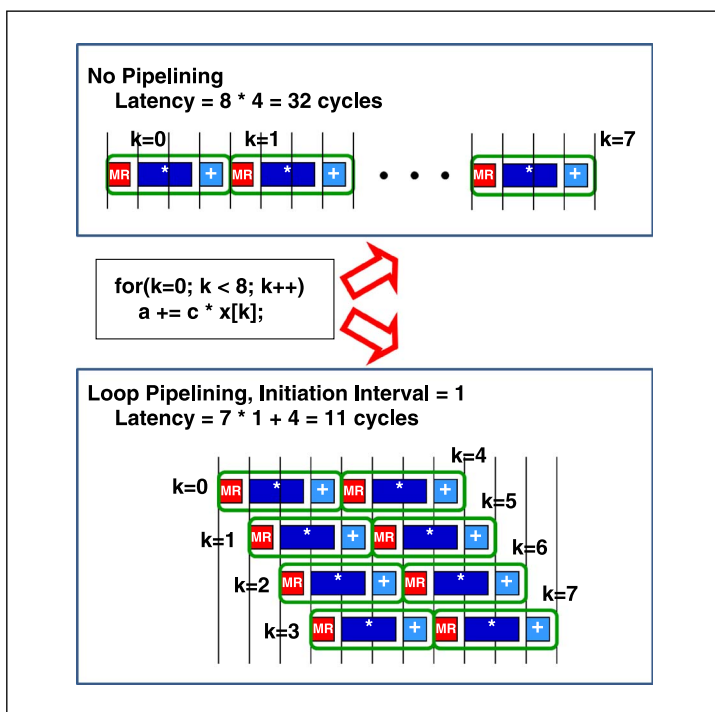 No Pipelining
Latency = 8 * 4 = 32 cycles
k=0 k=1 k=7
MR * + MR * + • • • MR * +
for(k=0; k < 8; k++)
a += c * x[k];
Loop Pipelining, Initiation Interval = 1
Latency = 7 * 1 + 4 = 11 cycles
k=4
k=0 MR * + MR * +
k=5
k=1 MR * + MR * +
k=6
k=2 MR * + MR * +
k=7
k=3 MR * + MR * +